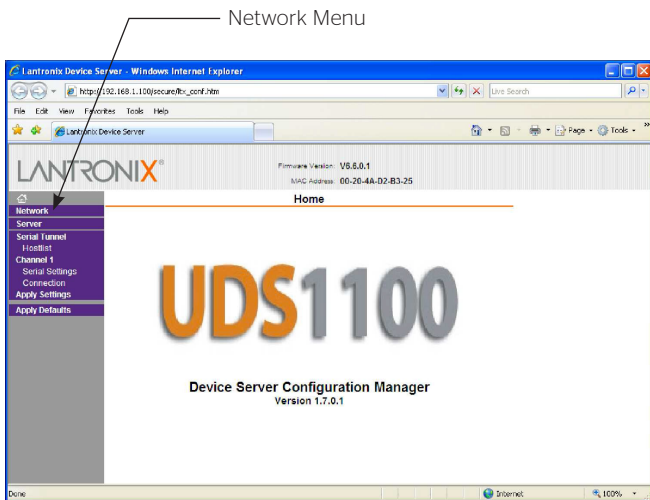 Network Menu
Lantronix Device Server - Windows Internet Explorer
http://192.168.1.100/secure/ltx_conf.htm
Live Search
File Edit View Favorites Tools Help
Lantronix Device Server
Page Tools »
LANTRONIX®
Firmware Version: V6.6.0.1
MAC Address: 00-20-4A-D2-B3-25
Home
Network
Server
Serial Tunnel
Hostlist
Channel 1
Serial Settings
Connection
Apply Settings
Apply Defaults
UDS1100
Device Server Configuration Manager
Version 1.7.0.1
Done
Internet
100%